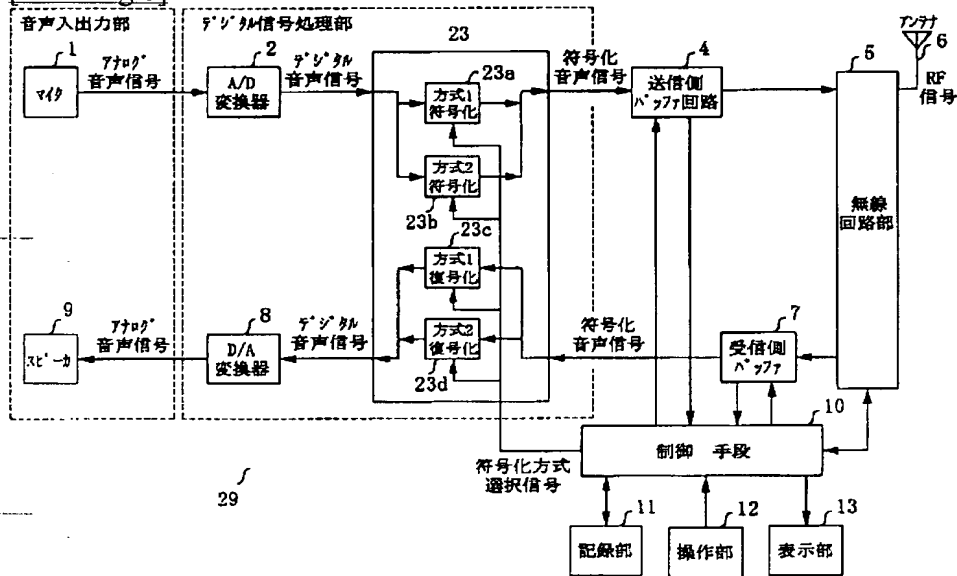 音声入出力部
デジタル信号処理部
アンテナ
6
1
マイク
アナログ
音声信号
2
A/D
変換器
デジタル
音声信号
23
23a
方式1
符号化
方式2
符号化
23b
23c
方式1
復号化
方式2
復号化
23d
符号化
音声信号
4
送信側
バッファ回路
5
無線
回路部
RF
信号
9
スピーカ
アナログ
音声信号
8
D/A
変換器
デジタル
音声信号
符号化
音声信号
7
受信側
バッファ
10
制御 手段
符号化方式
選択信号
29
11
記録部
12
操作部
13
表示部